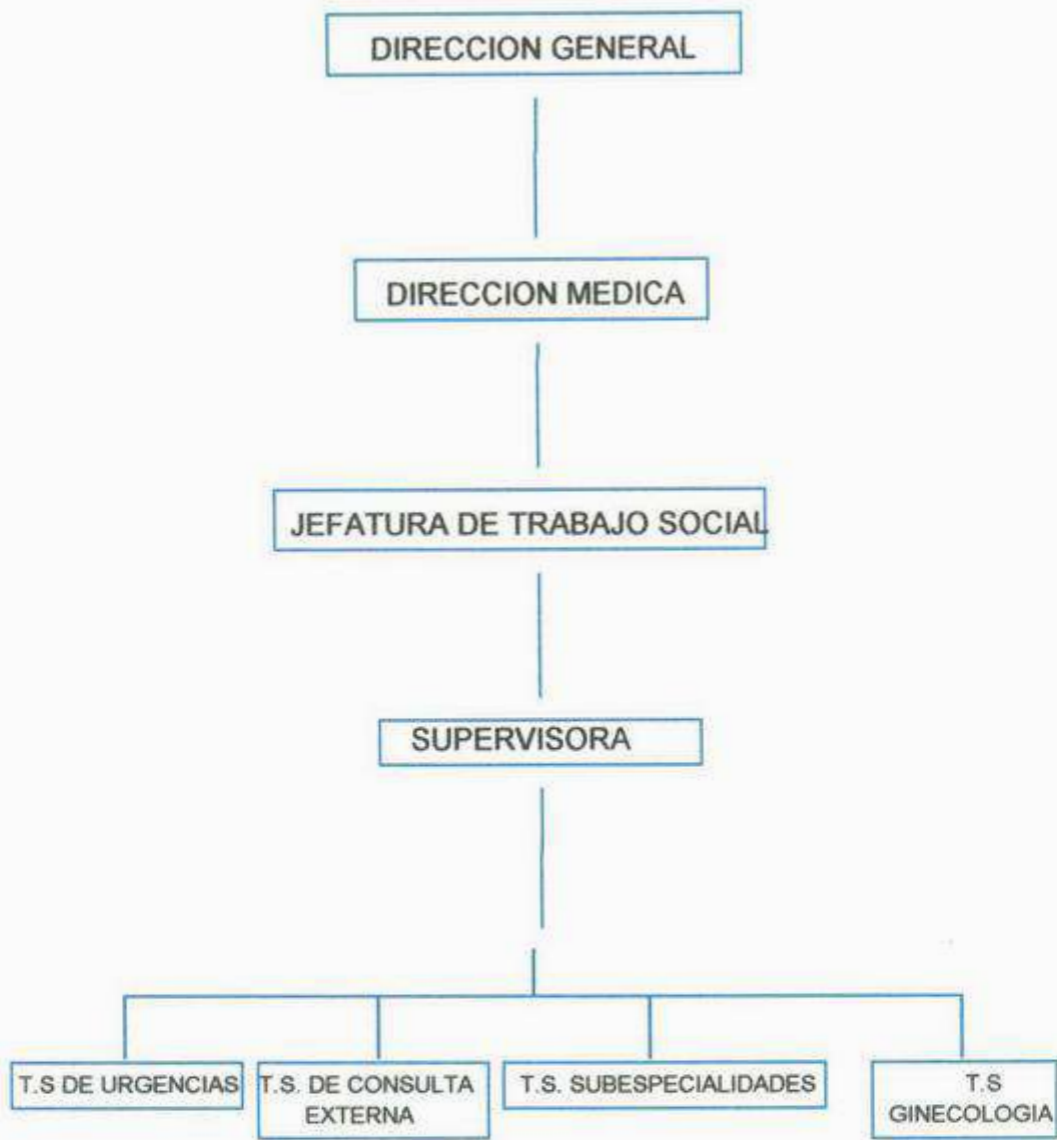 DIRECCION GENERAL
DIRECCION MEDICA
JEFATURA DE TRABAJO SOCIAL
SUPERVISORA
T.S DE URGENCIAS
T.S. DE CONSULTA
EXTERNA
T.S. SUBESPECIALIDADES
T.S
GINECOLOGIA